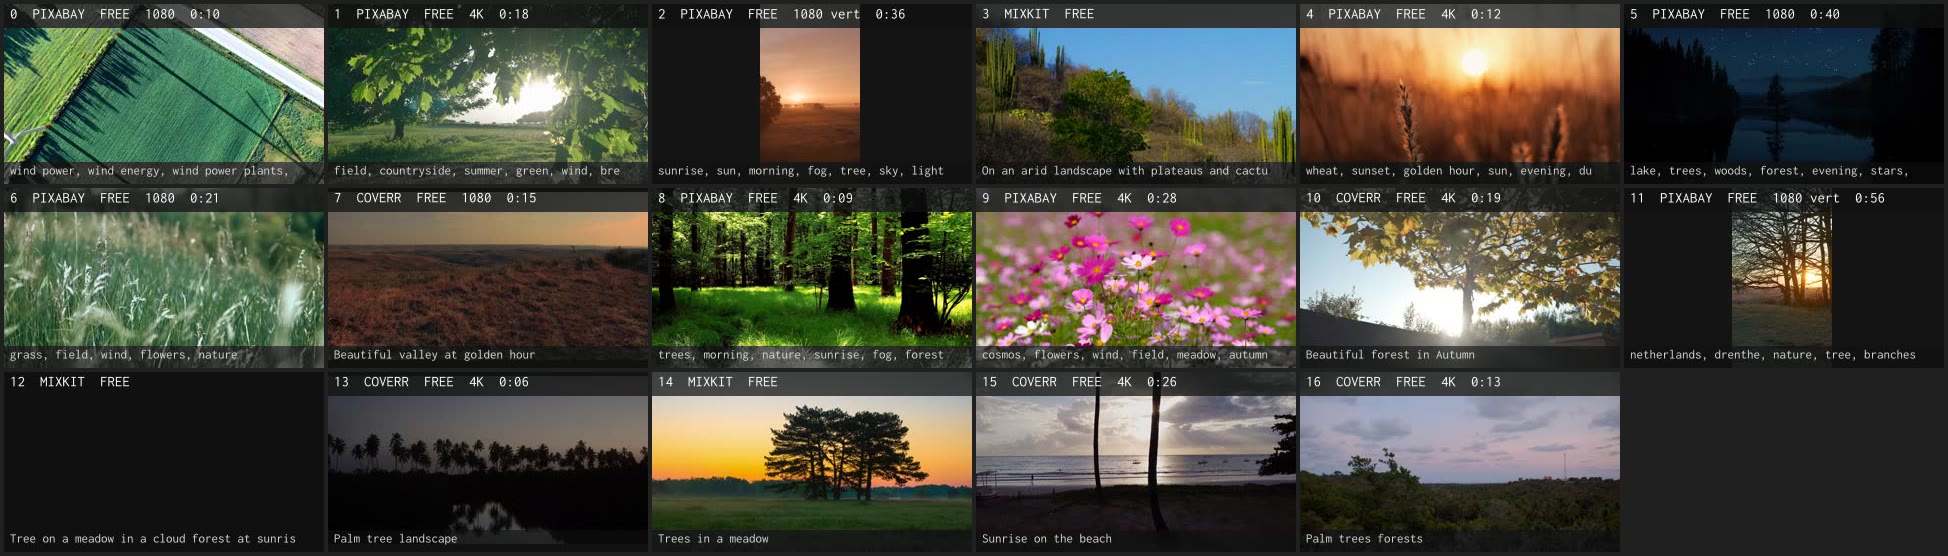 0 PIXABAY FREE 1080 0:10
wind power, wind energy, wind power plants,
1 PIXABAY FREE 4K 0:18
field, countryside, summer, green, wind, bre
2 PIXABAY FREE 1080 vert 0:36
sunrise, sun, morning, fog, tree, sky, light
3 MIXKIT FREE
On an arid landscape with plateaus and cactu
4 PIXABAY FREE 4K 0:12
wheat, sunset, golden hour, sun, evening, du
5 PIXABAY FREE 1080 0:40
lake, trees, woods, forest, evening, stars,
6 PIXABAY FREE 1080 0:21
grass, field, wind, flowers, nature
7 COVERR FREE 1080 0:15
Beautiful valley at golden hour
8 PIXABAY FREE 4K 0:09
trees, morning, nature, sunrise, fog, forest
9 PIXABAY FREE 4K 0:28
cosmos, flowers, wind, field, meadow, autumn
10 COVERR FREE 4K 0:19
Beautiful forest in Autumn
11 PIXABAY FREE 1080 vert 0:56
netherlands, drenthe, nature, tree, branches
12 MIXKIT FREE
Tree on a meadow in a cloud forest at sunris
13 COVERR FREE 4K 0:06
Palm tree landscape
14 MIXKIT FREE
Trees in a meadow
15 COVERR FREE 4K 0:26
Sunrise on the beach
16 COVERR FREE 4K 0:13
Palm trees forests